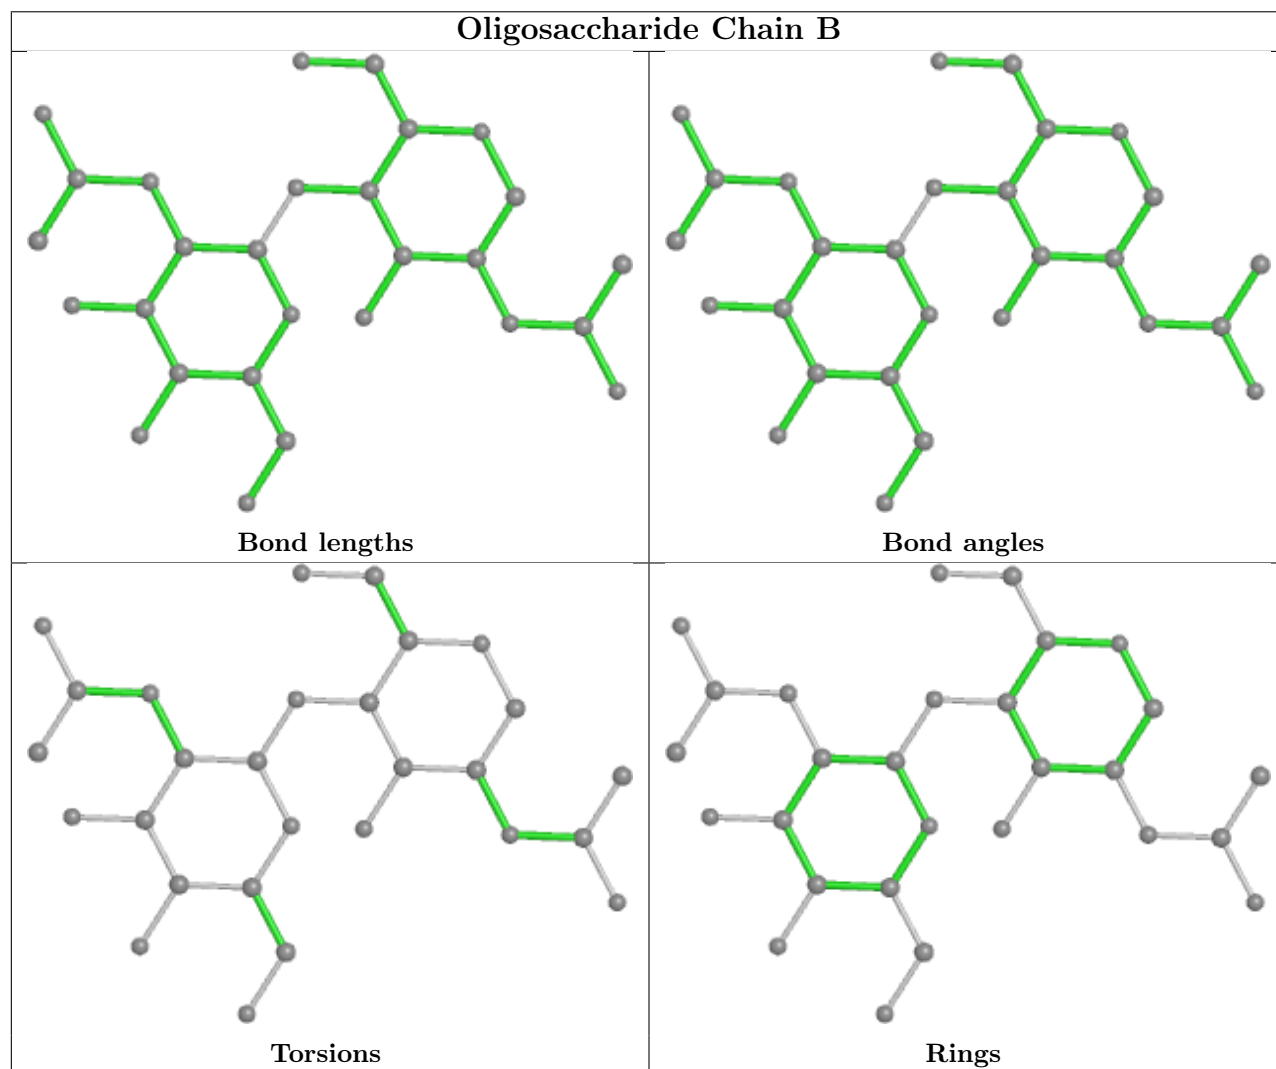 Oligosaccharide Chain B
Bond lengths
Bond angles
Torsions
Rings